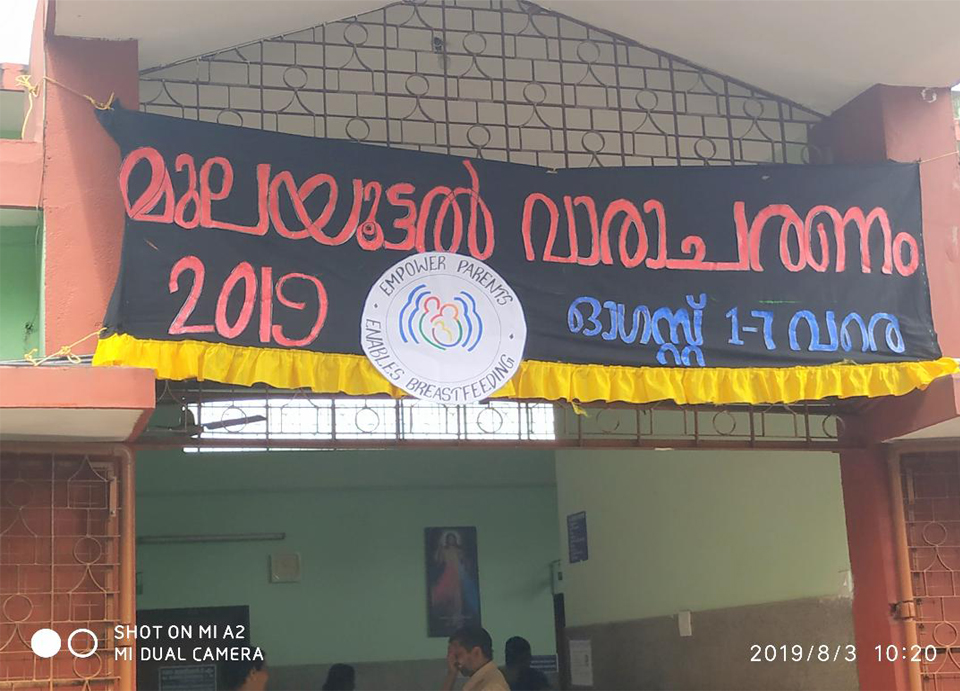 മുലയൂട്ടൽ വാരാചരണം
2019
EMPOWER PARENTS
ENABLES BREASTFEEDING
ഓഗസ്റ്റ് 1-7 വരെ
SHOT ON MI A2
MI DUAL CAMERA
2019/8/3 10:20